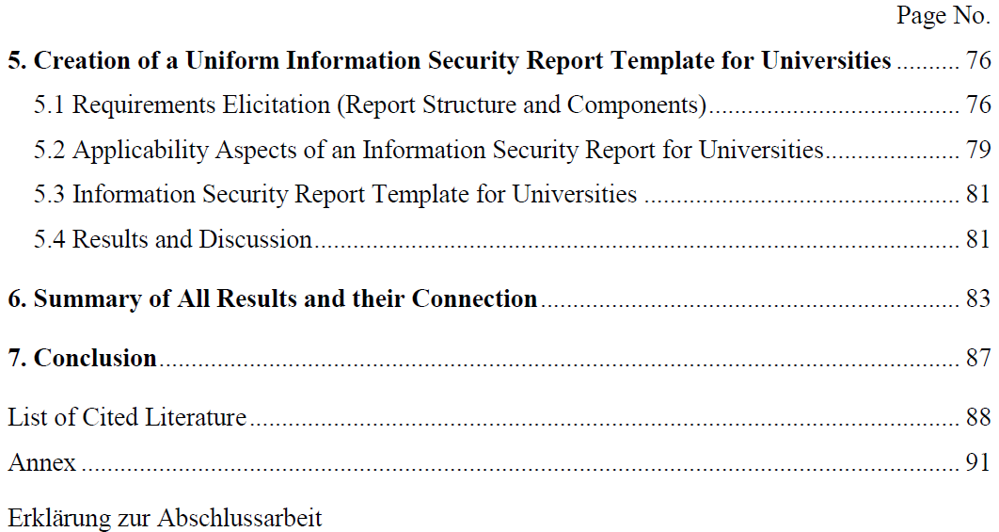 Page No.
5. Creation of a Uniform Information Security Report Template for Universities .......... 76
5.1 Requirements Elicitation (Report Structure and Components)....................................... 76
5.2 Applicability Aspects of an Information Security Report for Universities..................... 79
5.3 Information Security Report Template for Universities ................................................. 81
5.4 Results and Discussion.................................................................................................... 81
6. Summary of All Results and their Connection................................................................. 83
7. Conclusion............................................................................................................................. 87
List of Cited Literature................................................................................................................ 88
Annex .......................................................................................................................................... 91
Erklärung zur Abschlussarbeit